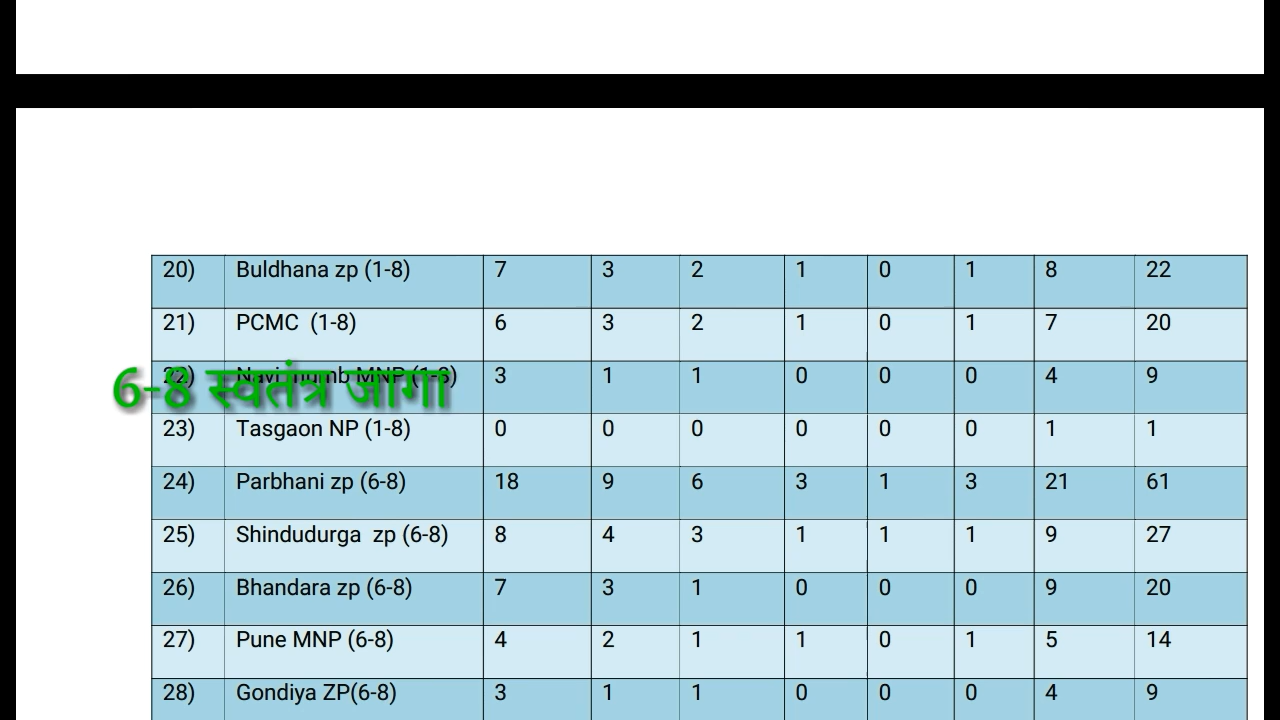 20) Buldhana zp (1-8) 7 3 2 1 0 1 8 22
21) PCMC (1-8) 6 3 2 1 0 1 7 20
22) Navi mumb MNP (1-8) 3 1 1 0 0 0 4 9
6-8 स्वतंत्र जागा
23) Tasgaon NP (1-8) 0 0 0 0 0 0 1 1
24) Parbhani zp (6-8) 18 9 6 3 1 3 21 61
25) Shindudurga zp (6-8) 8 4 3 1 1 1 9 27
26) Bhandara zp (6-8) 7 3 1 0 0 0 9 20
27) Pune MNP (6-8) 4 2 1 1 0 1 5 14
28) Gondiya ZP(6-8) 3 1 1 0 0 0 4 9